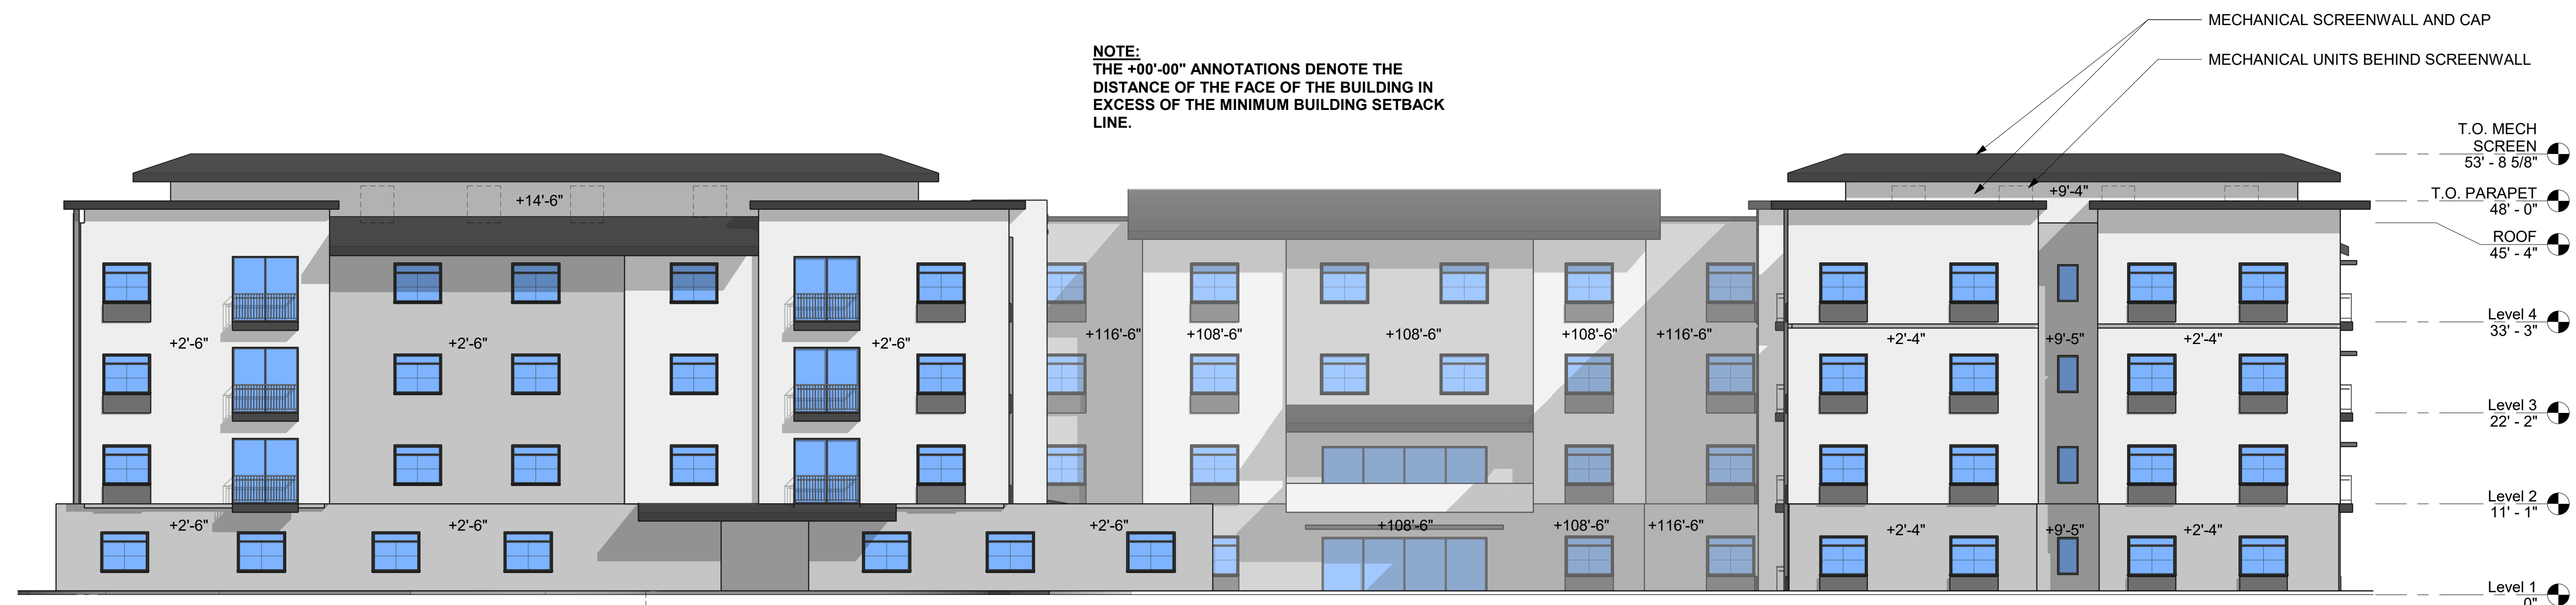 MECHANICAL SCREENWALL AND CAP
NOTE:
THE +00'-00" ANNOTATIONS DENOTE THE
DISTANCE OF THE FACE OF THE BUILDING IN
EXCESS OF THE MINIMUM BUILDING SETBACK
LINE.
MECHANICAL UNITS BEHIND SCREENWALL
T.O. MECH
SCREEN
53' - 8 5/8"
+14'-6"
+9'-4"
T.O. PARAPET
48' - 0"
ROOF
45' - 4"
Level 4
33' - 3"
+2'-6"
+2'-6"
+2'-6"
+116'-6"
+108'-6"
+108'-6"
+108'-6"
+116'-6"
+2'-4"
+9'-5"
+2'-4"
Level 3
22' - 2"
Level 2
11' - 1"
+2'-6"
+2'-6"
+2'-6"
+108'-6"
+108'-6"
+116'-6"
+2'-4"
+9'-5"
+2'-4"
Level 1
0"